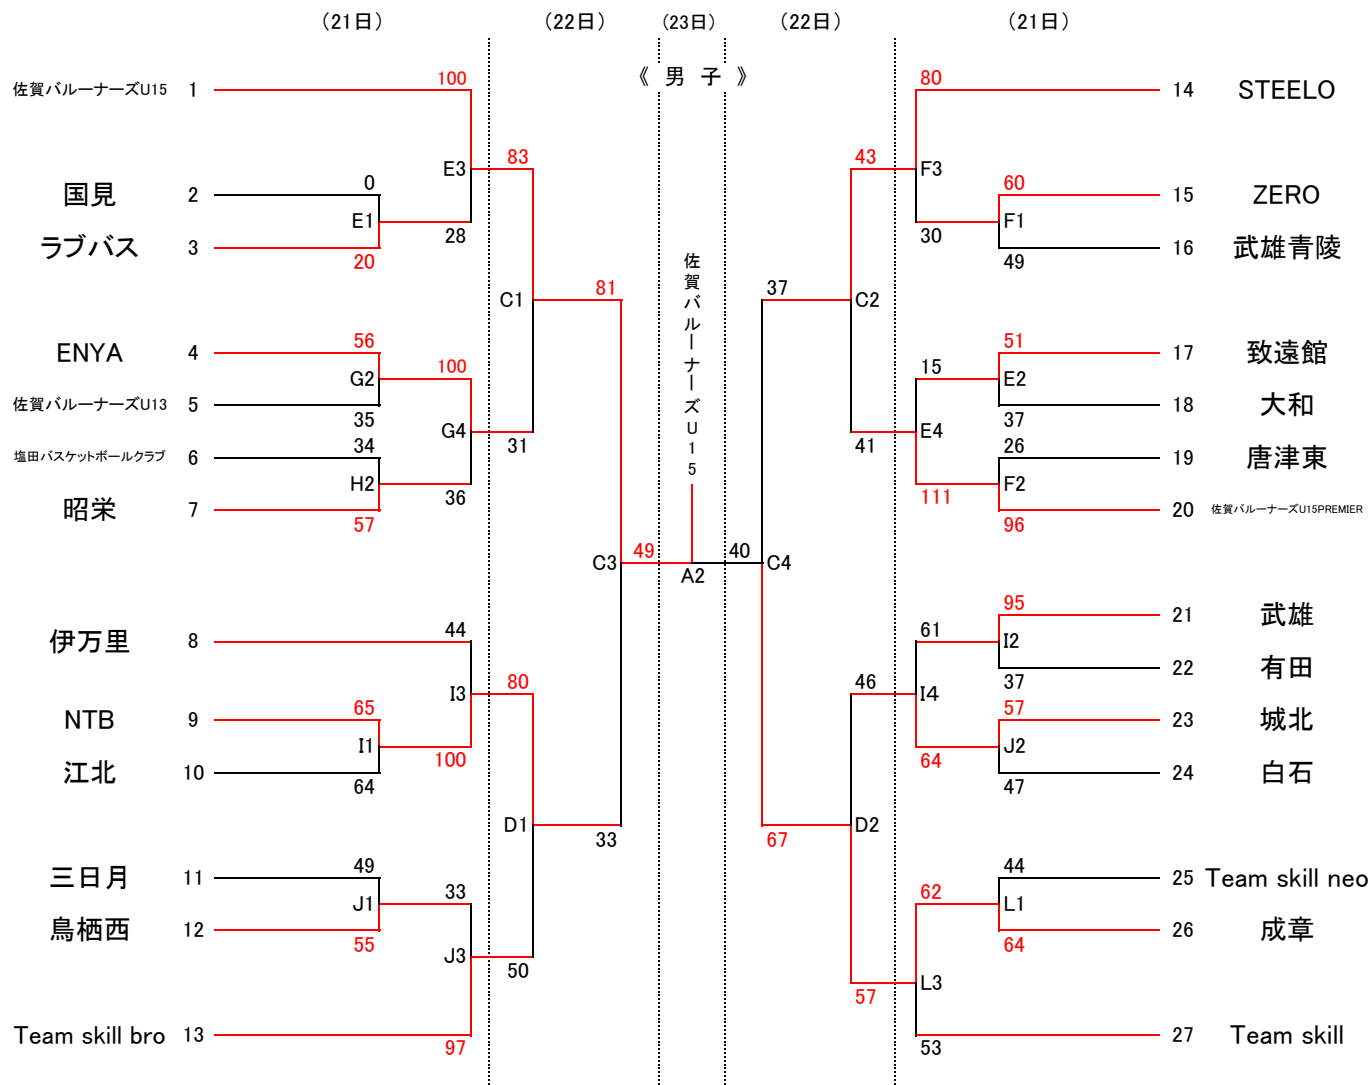 (21日) (22日) (23日) (22日) (21日)
《 男 子 》
佐賀バルーナーズU15 1 100 80 14 STEELO
E3 83 43 F3
国見 2 0 60 15 ZERO
E1 F1
ラブバス 3 20 28 30 49 16 武雄青陵
佐賀バルーナーズU15
C1 81 37 C2
ENYA 4 56 100 15 51 17 致遠館
G2 E2
佐賀バルーナーズU13 5 35 37 18 大和
G4 31 41 E4
塩田バスケットボールクラブ 6 34 26 19 唐津東
H2 36 111 F2
昭栄 7 57 96 20 佐賀バルーナーズU15PREMIER
C3 49 A2 40 C4
伊万里 8 44 61 95 21 武雄
I2
37 22 有田
I3 80 46 I4
NTB 9 65 57 23 城北
I1 100 64 J2
江北 10 64 47 24 白石
D1 33 67 D2
三日月 11 49 33 62 44 25 Team skill neo
J1 L1
鳥栖西 12 55 64 26 成章
J3 50 57 L3
Team skill bro 13 97 53 27 Team skill